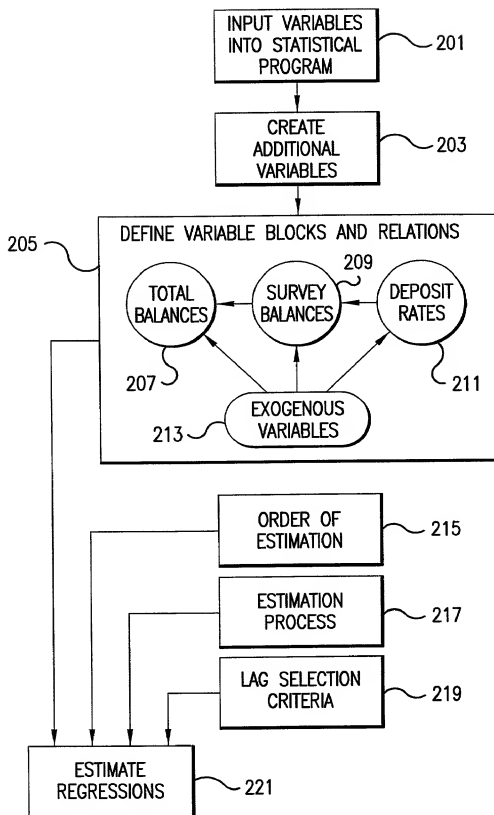 INPUT VARIABLES
INTO STATISTICAL
PROGRAM
201
CREATE
ADDITIONAL
VARIABLES
203
205
DEFINE VARIABLE BLOCKS AND RELATIONS
209
TOTAL
BALANCES
SURVEY
BALANCES
DEPOSIT
RATES
207
211
213
EXOGENOUS
VARIABLES
ORDER OF
ESTIMATION
215
ESTIMATION
PROCESS
217
LAG SELECTION
CRITERIA
219
ESTIMATE
REGRESSIONS
221